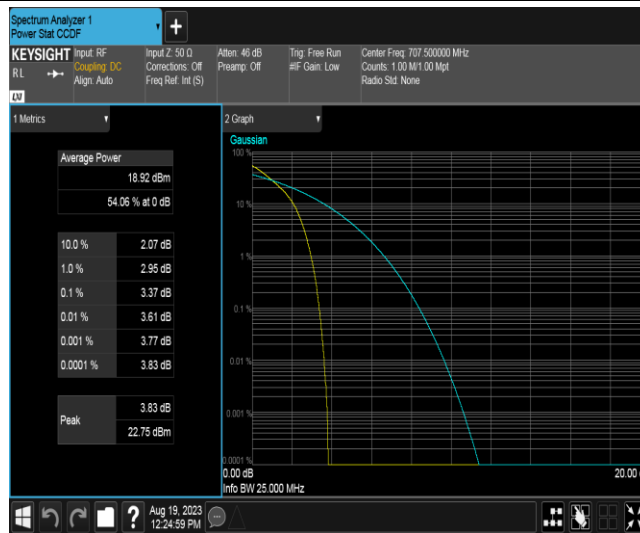 Spectrum Analyzer 1
Power Stat CCDF
+
KEYSIGHT
RL
LXI
Input: RF
Coupling: DC
Align: Auto
Input Z: 50 Ω
Corrections: Off
Freq Ref: Int (S)
Atten: 46 dB
Preamp: Off
Trig: Free Run
#IF Gain: Low
Center Freq: 707.500000 MHz
Counts: 1.00 M/1.00 Mpt
Radio Std: None
1 Metrics
Average Power
18.92 dBm
54.06 % at 0 dB
10.0 % 2.07 dB
1.0 % 2.95 dB
0.1 % 3.37 dB
0.01 % 3.61 dB
0.001 % 3.77 dB
0.0001 % 3.83 dB
Peak 3.83 dB
22.75 dBm
2 Graph
Gaussian
100 %
10 %
1 %
0.1 %
0.01 %
0.001 %
0.0001 %
0.00 dB 20.00
Info BW 25.000 MHz
?
Aug 19, 2023
12:24:59 PM